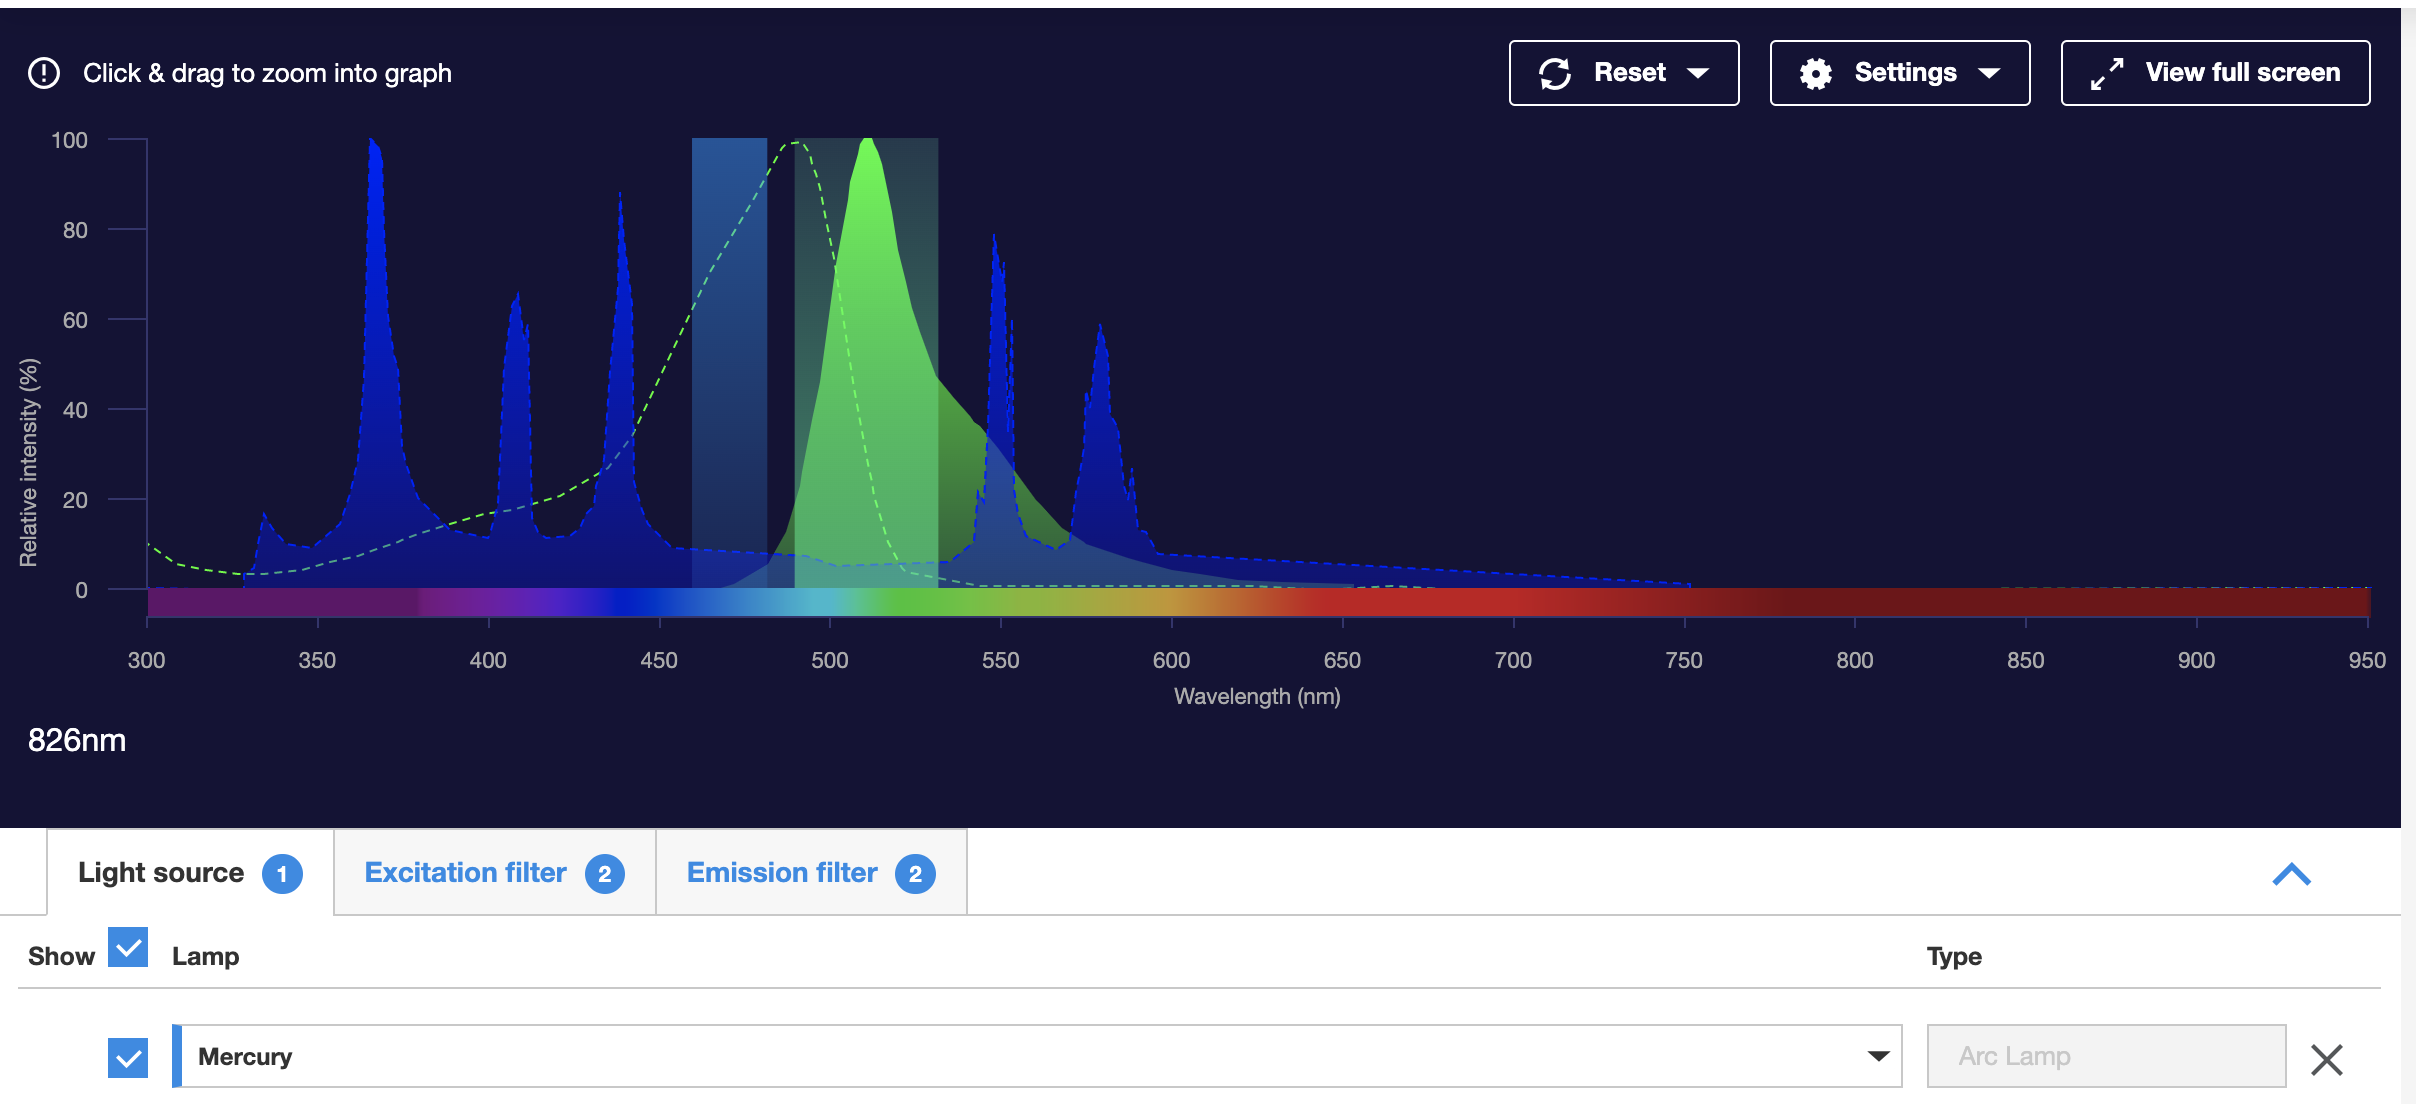 Click & drag to zoom into graph
Reset
Settings
View full screen
100
80
60
40
20
0
Relative intensity (%)
300 350 400 450 500 550 600 650 700 750 800 850 900 950
Wavelength (nm)
826nm
Light source 1
Excitation filter 2
Emission filter 2
Show Lamp Type
Mercury Arc Lamp